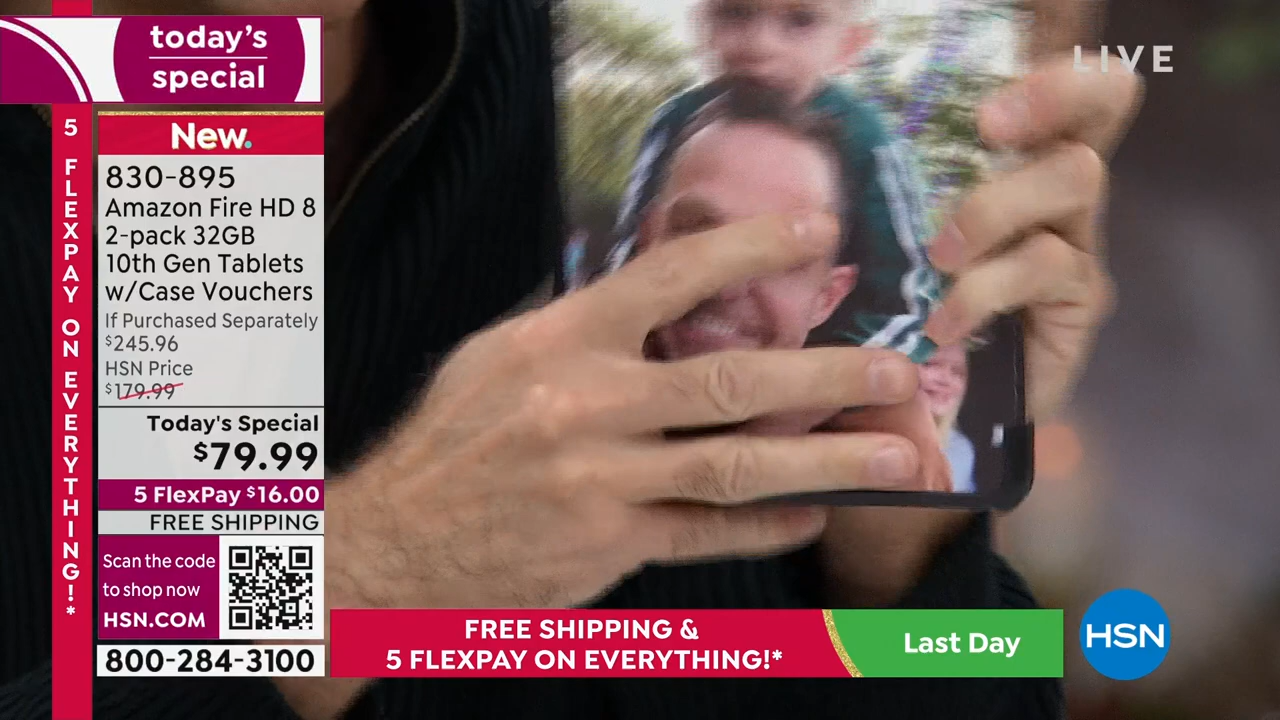 today's
special
5 FLEXPAY ON EVERYTHING!*
New.
830-895
Amazon Fire HD 8
2-pack 32GB
10th Gen Tablets
w/Case Vouchers
If Purchased Separately
$245.96
HSN Price
$179.99
Today's Special
$79.99
5 FlexPay $16.00
FREE SHIPPING
Scan the code
to shop now
HSN.COM
800-284-3100
LIVE
FREE SHIPPING &
5 FLEXPAY ON EVERYTHING!*
Last Day
HSN